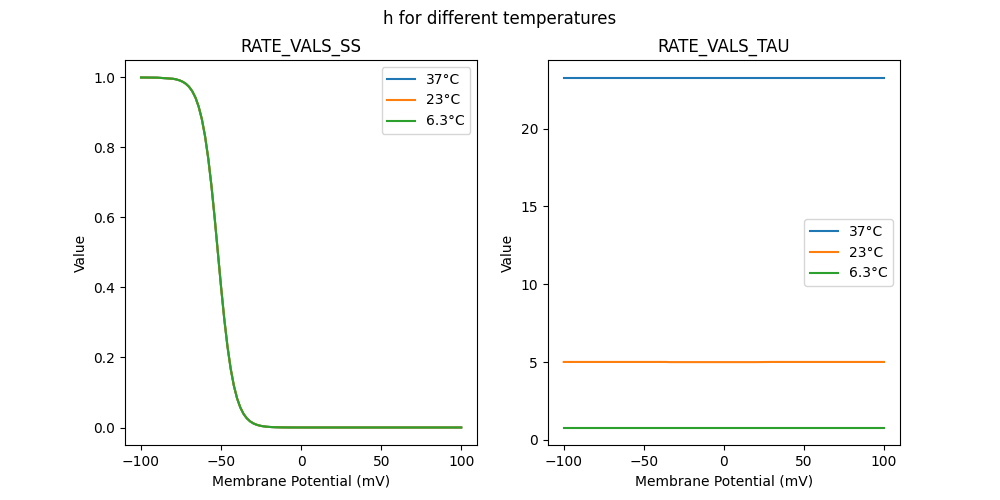 h for different temperatures
RATE_VALS_SS
1.0
0.8
0.6
0.4
0.2
0.0
Value
−100
−50
0
50
100
Membrane Potential (mV)
37°C
23°C
6.3°C
RATE_VALS_TAU
20
15
10
5
0
Value
−100
−50
0
50
100
Membrane Potential (mV)
37°C
23°C
6.3°C